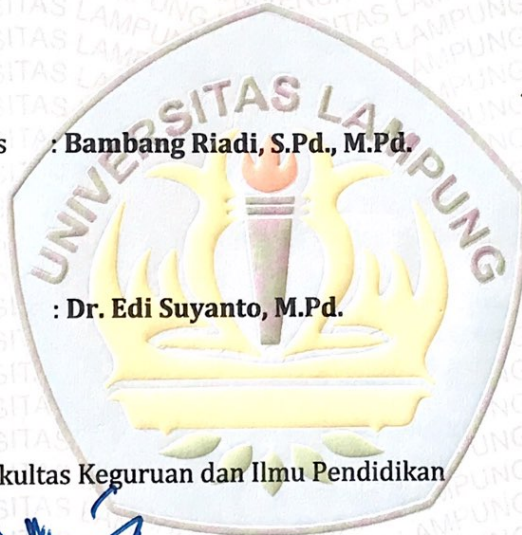 UNIVERSITAS LAMPUNG
s : Bambang Riadi, S.Pd., M.Pd.
: Dr. Edi Suyanto, M.Pd.
kultas Keguruan dan Ilmu Pendidikan